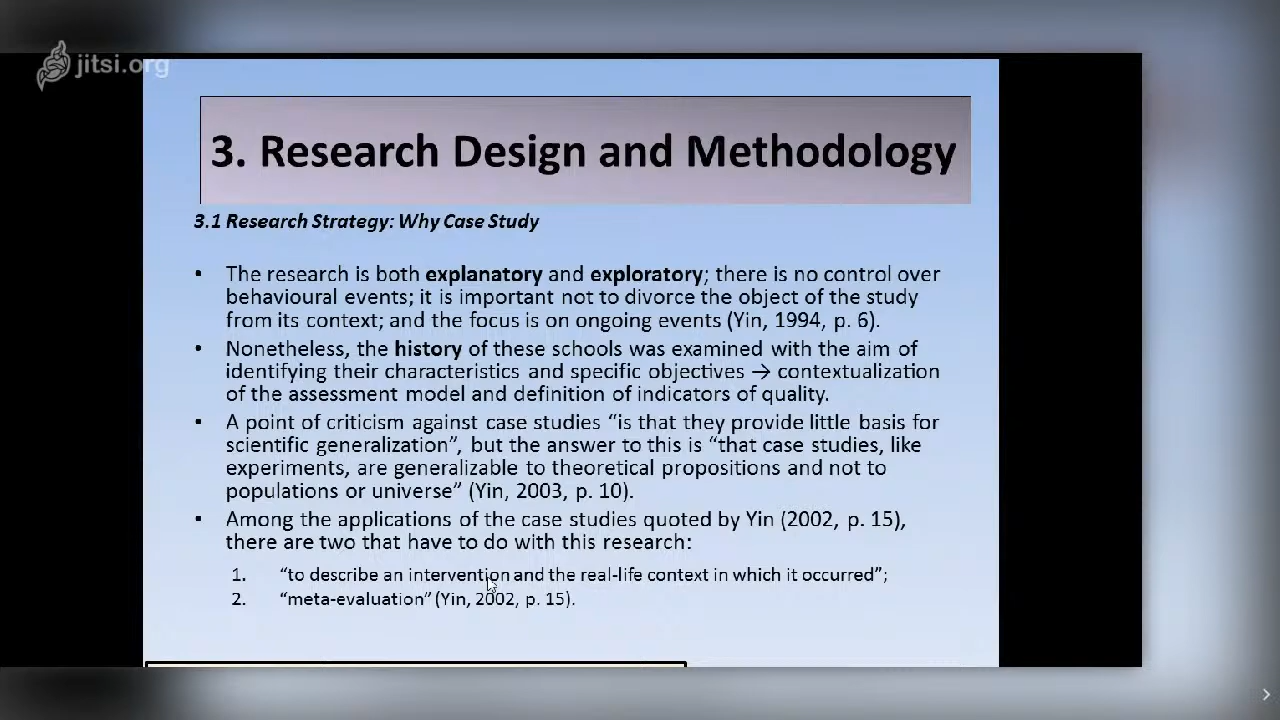 jitsi.org
3. Research Design and Methodology
3.1 Research Strategy: Why Case Study
• The research is both explanatory and exploratory; there is no control over
behavioural events; it is important not to divorce the object of the study
from its context; and the focus is on ongoing events (Yin, 1994, p. 6).
• Nonetheless, the history of these schools was examined with the aim of
identifying their characteristics and specific objectives → contextualization
of the assessment model and definition of indicators of quality.
• A point of criticism against case studies “is that they provide little basis for
scientific generalization”, but the answer to this is “that case studies, like
experiments, are generalizable to theoretical propositions and not to
populations or universe” (Yin, 2003, p. 10).
• Among the applications of the case studies quoted by Yin (2002, p. 15),
there are two that have to do with this research:
1. “to describe an intervention and the real-life context in which it occurred”;
2. “meta-evaluation” (Yin, 2002, p. 15).